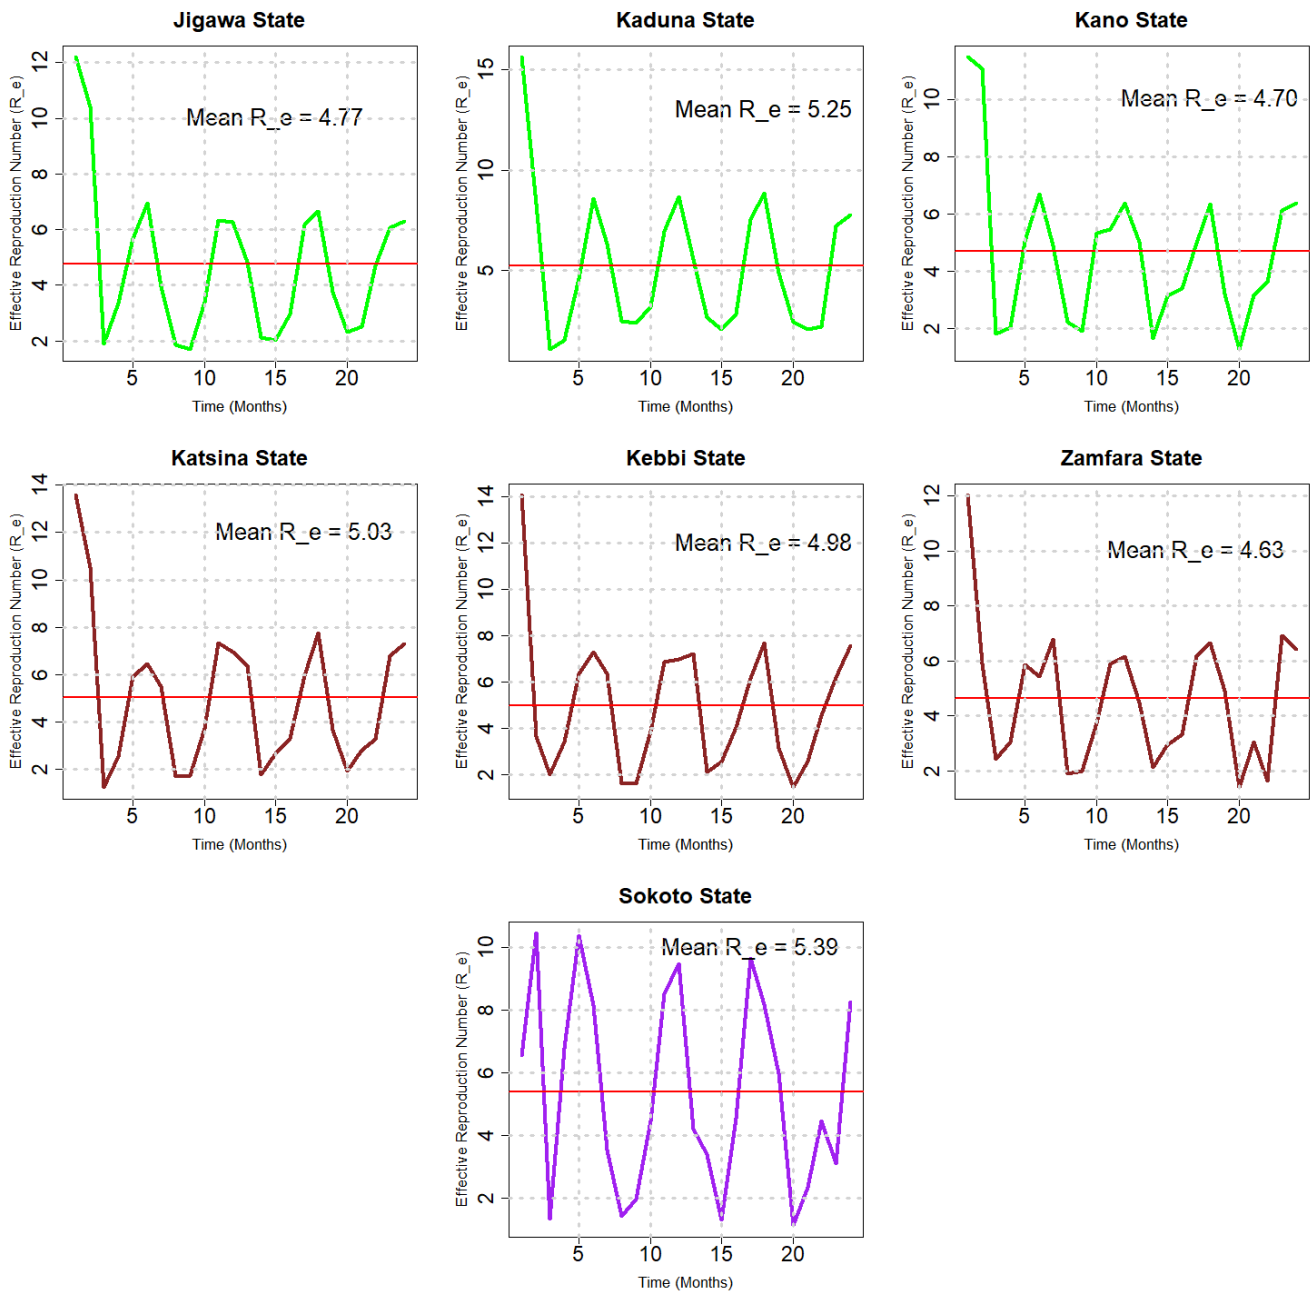 Jigawa State
Effective Reproduction Number (R_e)
12
10
8
6
4
2
Mean R_e = 4.77
5
10
20
Time (Months)
Kaduna State
Effective Reproduction Number (R_e)
15
10
5
Mean R_e = 5.25
5
10
20
Time (Months)
Kano State
Effective Reproduction Number (R_e)
10
8
6
4
2
Mean R_e = 4.70
5
10
20
Time (Months)
Katsina State
Effective Reproduction Number (R_e)
14
12
10
8
6
4
2
Mean R_e = 5.03
5
10
20
Time (Months)
Kebbi State
Effective Reproduction Number (R_e)
14
12
10
8
6
4
2
Mean R_e = 4.98
5
10
20
Time (Months)
Zamfara State
Effective Reproduction Number (R_e)
12
10
8
6
4
2
Mean R_e = 4.63
5
10
20
Time (Months)
Sokoto State
Effective Reproduction Number (R_e)
10
8
6
4
2
Mean R_e = 5.39
5
10
20
Time (Months)